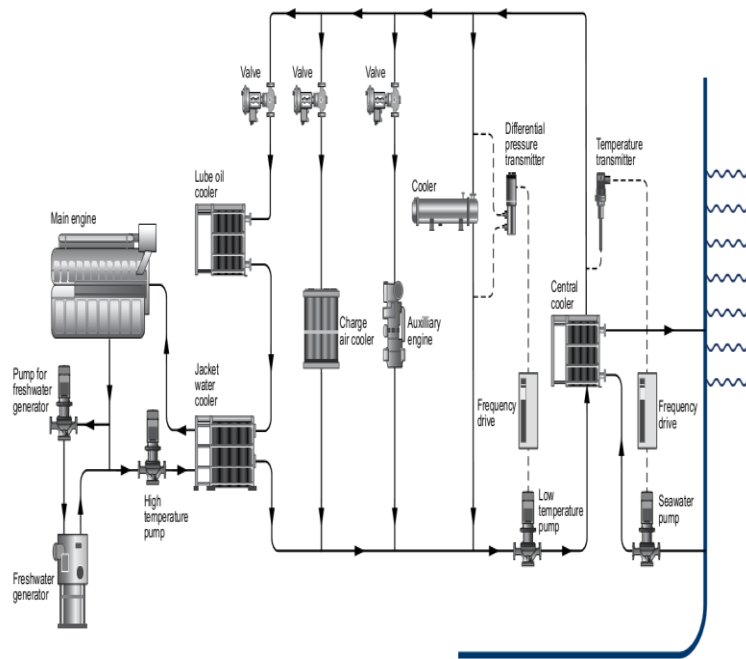 Valve
Valve
Valve
Differential
pressure
transmitter
Temperature
transmitter
Lube oil
cooler
Cooler
Main engine
Central
cooler
Charge
air cooler
Auxilliary
engine
Jacket
water
cooler
Pump for
freshwater
generator
Frequency
drive
Frequency
drive
High
temperature
pump
Low
temperature
pump
Seawater
pump
Freshwater
generator